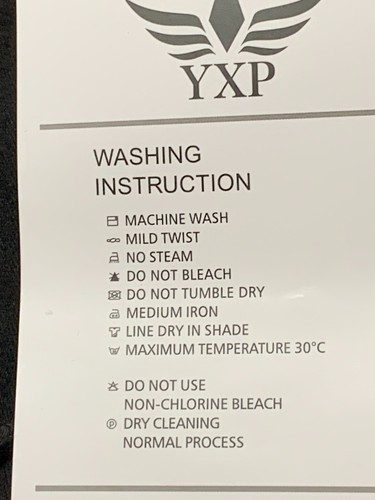 YXP
WASHING
INSTRUCTION
MACHINE WASH
MILD TWIST
NO STEAM
DO NOT BLEACH
DO NOT TUMBLE DRY
MEDIUM IRON
LINE DRY IN SHADE
MAXIMUM TEMPERATURE 30°C
DO NOT USE
NON-CHLORINE BLEACH
DRY CLEANING
NORMAL PROCESS